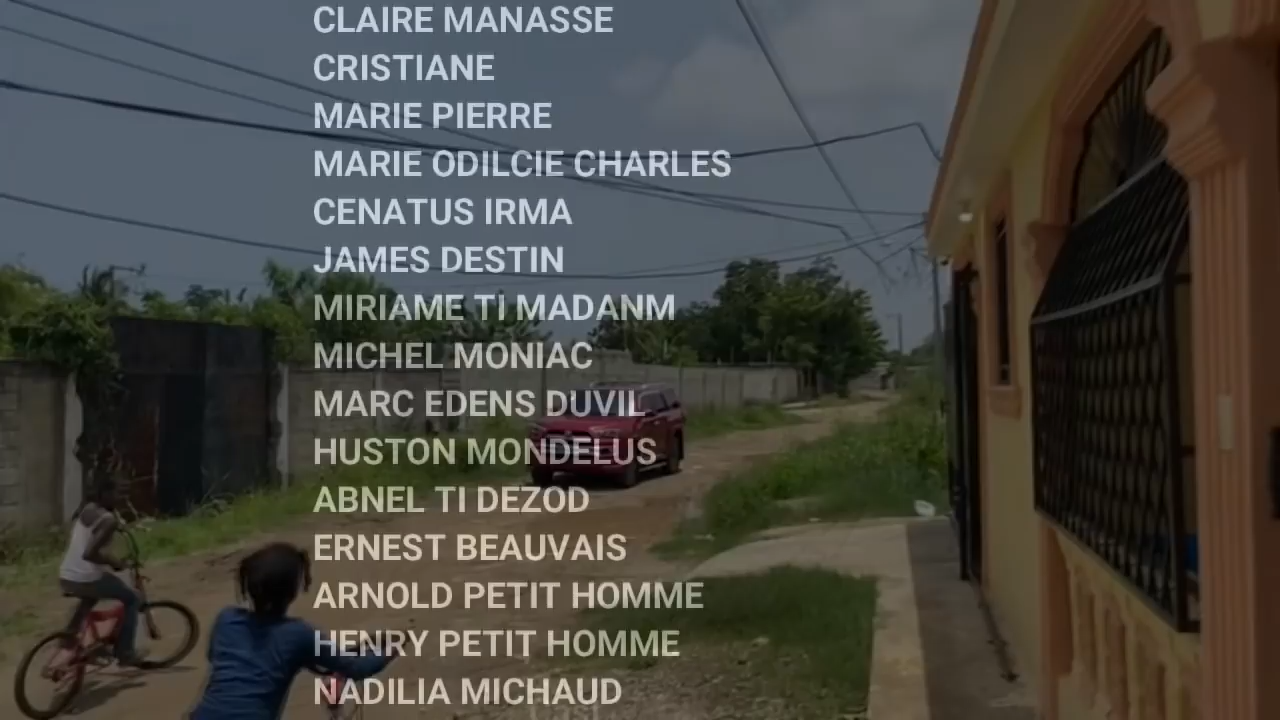 CLAIRE MANASSE
CRISTIANE
MARIE PIERRE
MARIE ODILCIE CHARLES
CENATUS IRMA
JAMES DESTIN
MIRIAME TI MADANM
MICHEL MONIAC
MARC EDENS DUVIL
HUSTON MONDELUS
ABNEL TI DEZOD
ERNEST BEAUVAIS
ARNOLD PETIT HOMME
HENRY PETIT HOMME
NADILIA MICHAUD